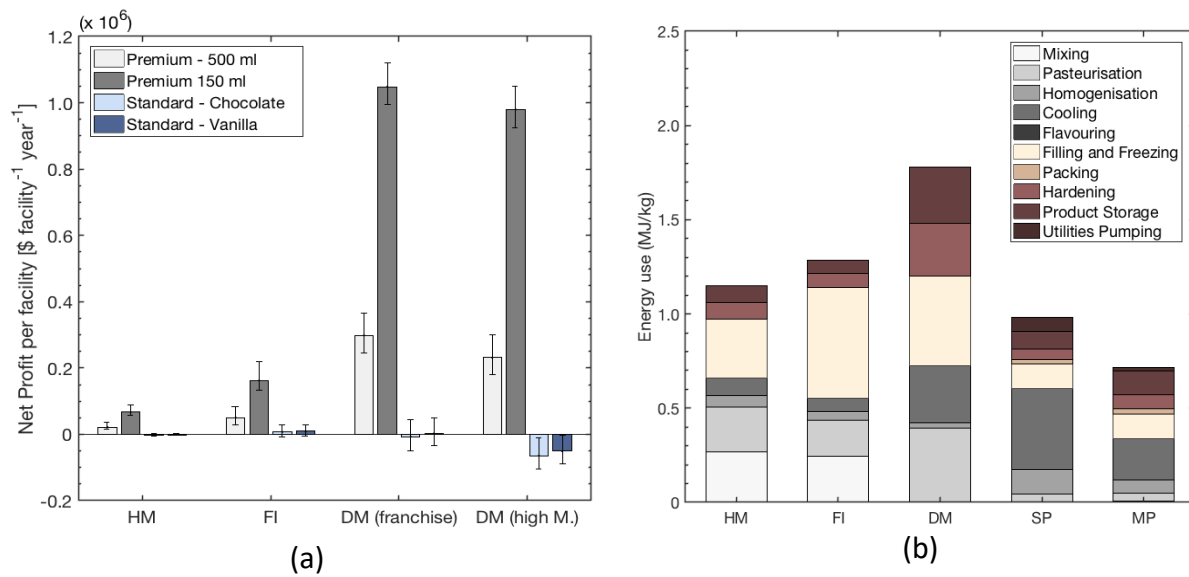 (x 10⁶)
Net Profit per facility [$ facility⁻¹ year⁻¹]
1.2
1.0
0.8
0.6
0.4
0.2
0
-0.2
Premium - 500 ml
Premium 150 ml
Standard - Chocolate
Standard - Vanilla
HM FI DM (franchise) DM (high M.)
(a)
Energy use (MJ/kg)
2.5
2.0
1.5
1.0
0.5
0
Mixing
Pasteurisation
Homogenisation
Cooling
Flavouring
Filling and Freezing
Packing
Hardening
Product Storage
Utilities Pumping
HM FI DM SP MP
(b)